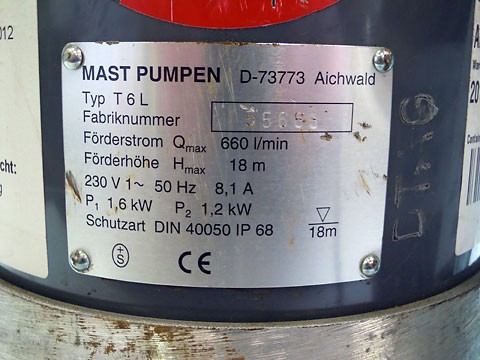 012
MAST PUMPEN D-73773 Aichwald
Typ T 6 L
Fabriknummer
Förderstrom Qmax 660 l/min
Förderhöhe Hmax 18 m
230 V 1~ 50 Hz 8,1 A
P1 1,6 kW P2 1,2 kW
Schutzart DIN 40050 IP 68
18m
+S
CE